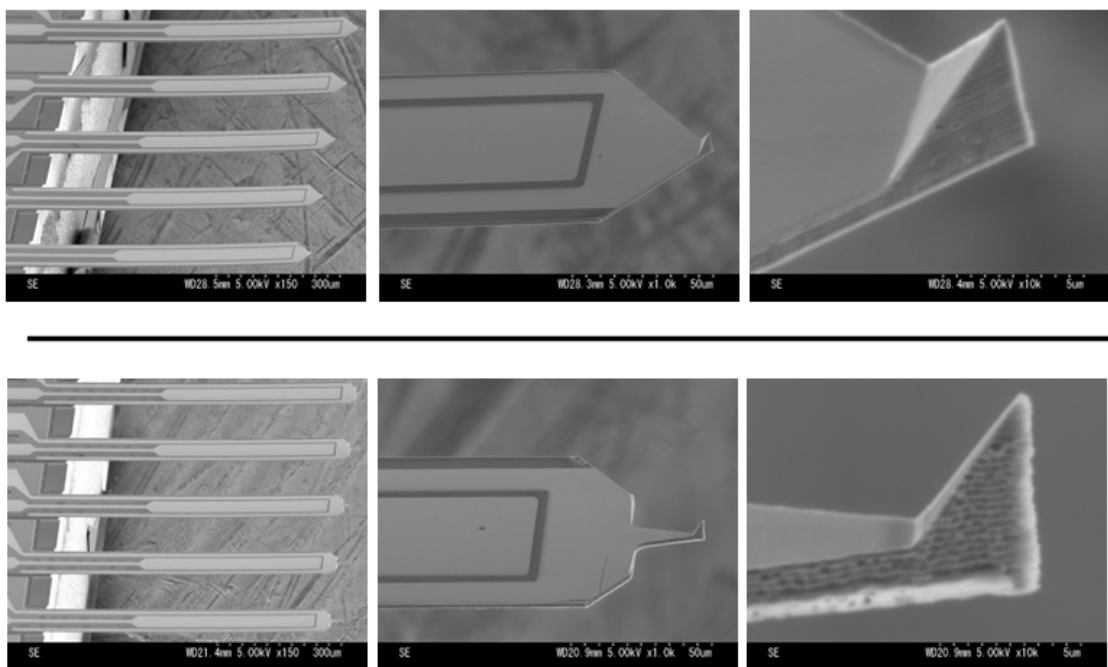 SE WD28.5mm 5.00kV x150 300um
SE WD28.3mm 5.00kV x1.0k 50um
SE WD28.4mm 5.00kV x10k 5um
SE WD21.4mm 5.00kV x150 300um
SE WD20.9mm 5.00kV x1.0k 50um
SE WD20.9mm 5.00kV x10k 5um